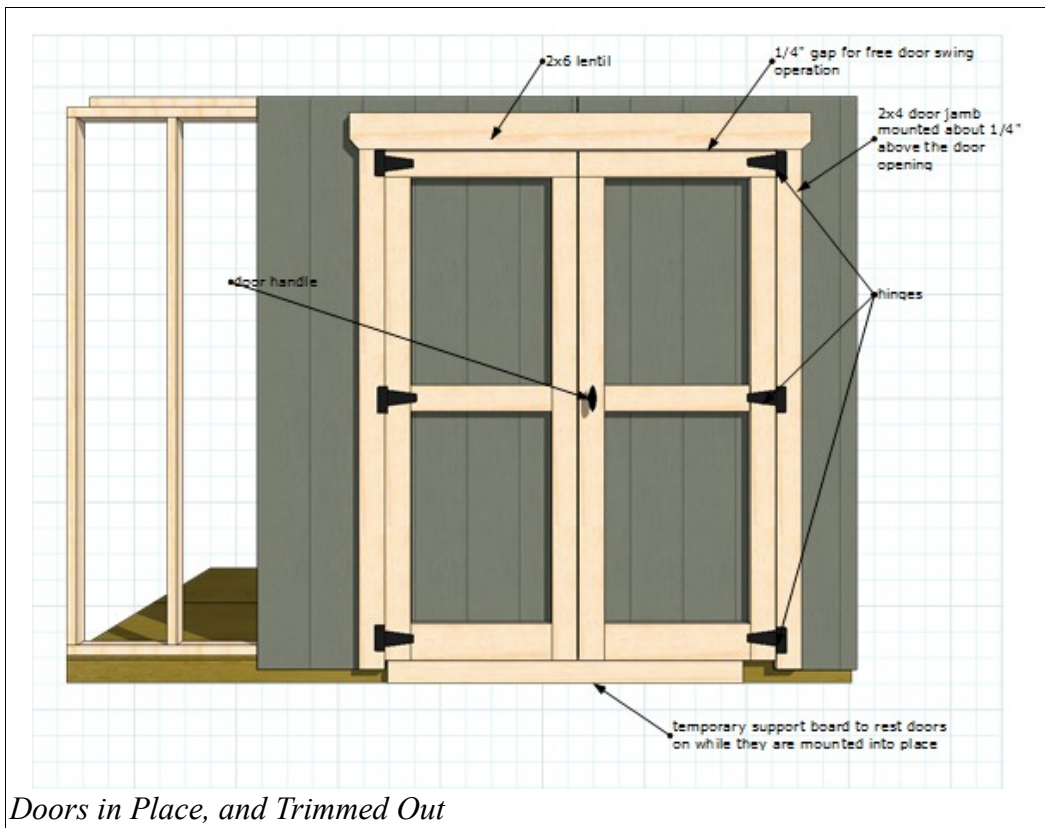 2x6 lentil
1/4" gap for free door swing
operation
2x4 door jamb
mounted about 1/4"
above the door
opening
door handle
hinges
temporary support board to rest doors
on while they are mounted into place
Doors in Place, and Trimmed Out